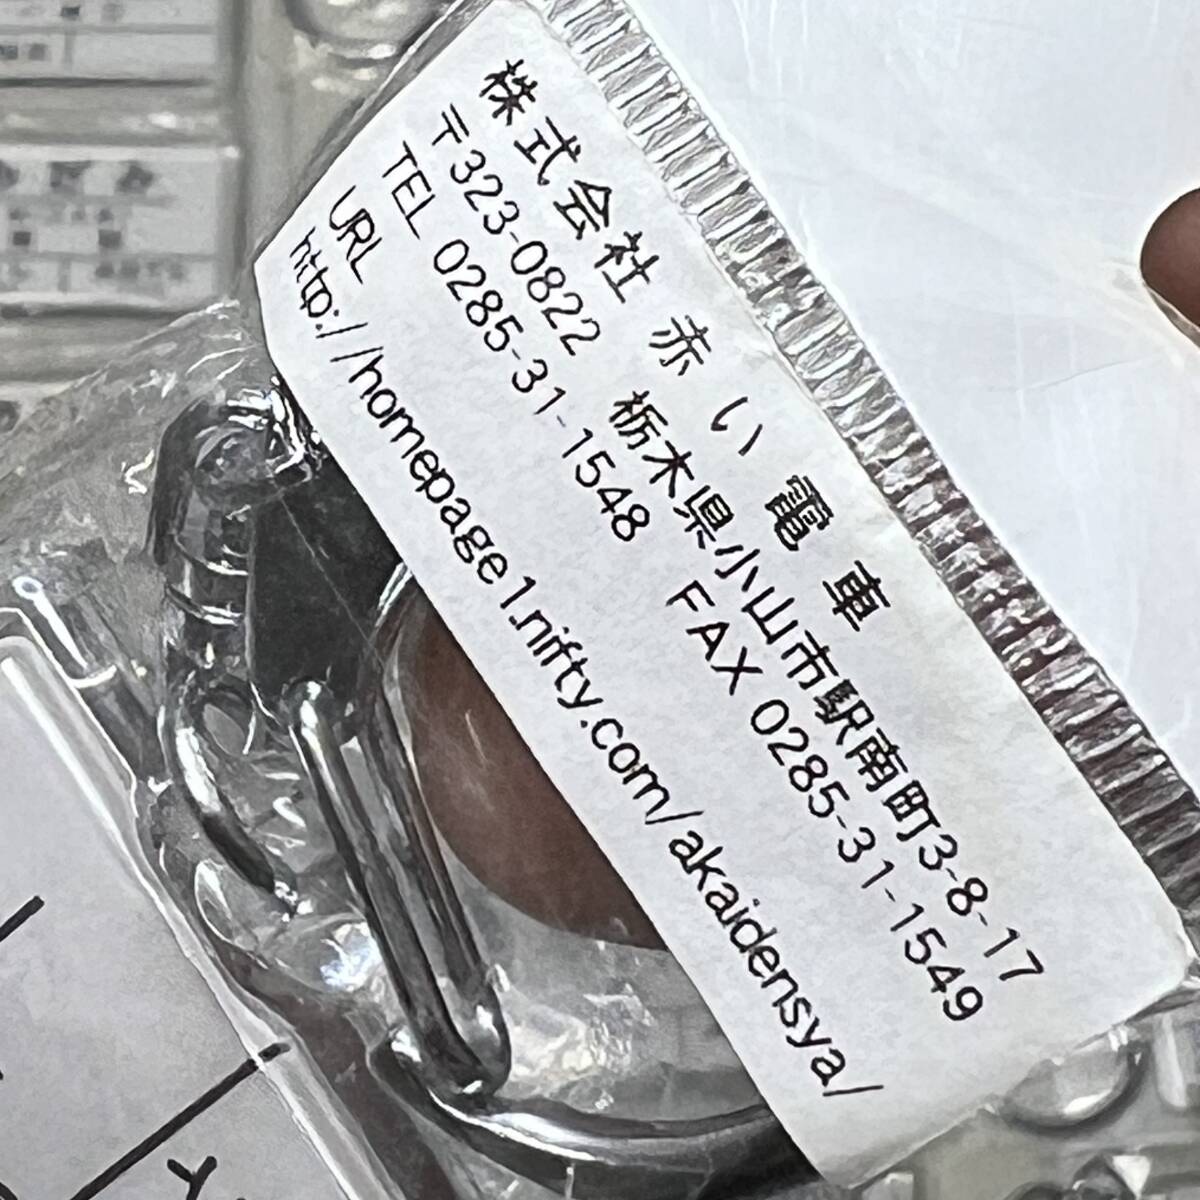 株式会社 赤い電車
〒323-0822 栃木県小山市駅南町3-8-17
TEL 0285-31-1548 FAX 0285-31-1549
URL
http://homepage1.nifty.com/akaidensya/